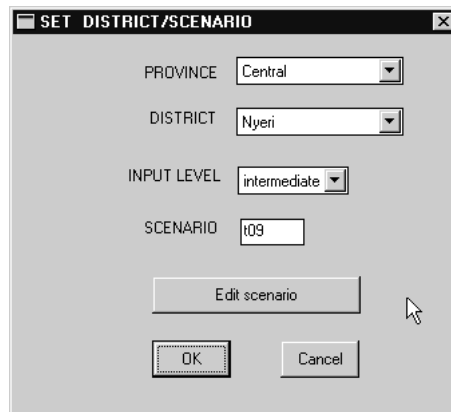 SET DISTRICT/SCENARIO
PROVINCE Central
DISTRICT Nyeri
INPUT LEVEL intermediate
SCENARIO t09
Edit scenario
OK Cancel